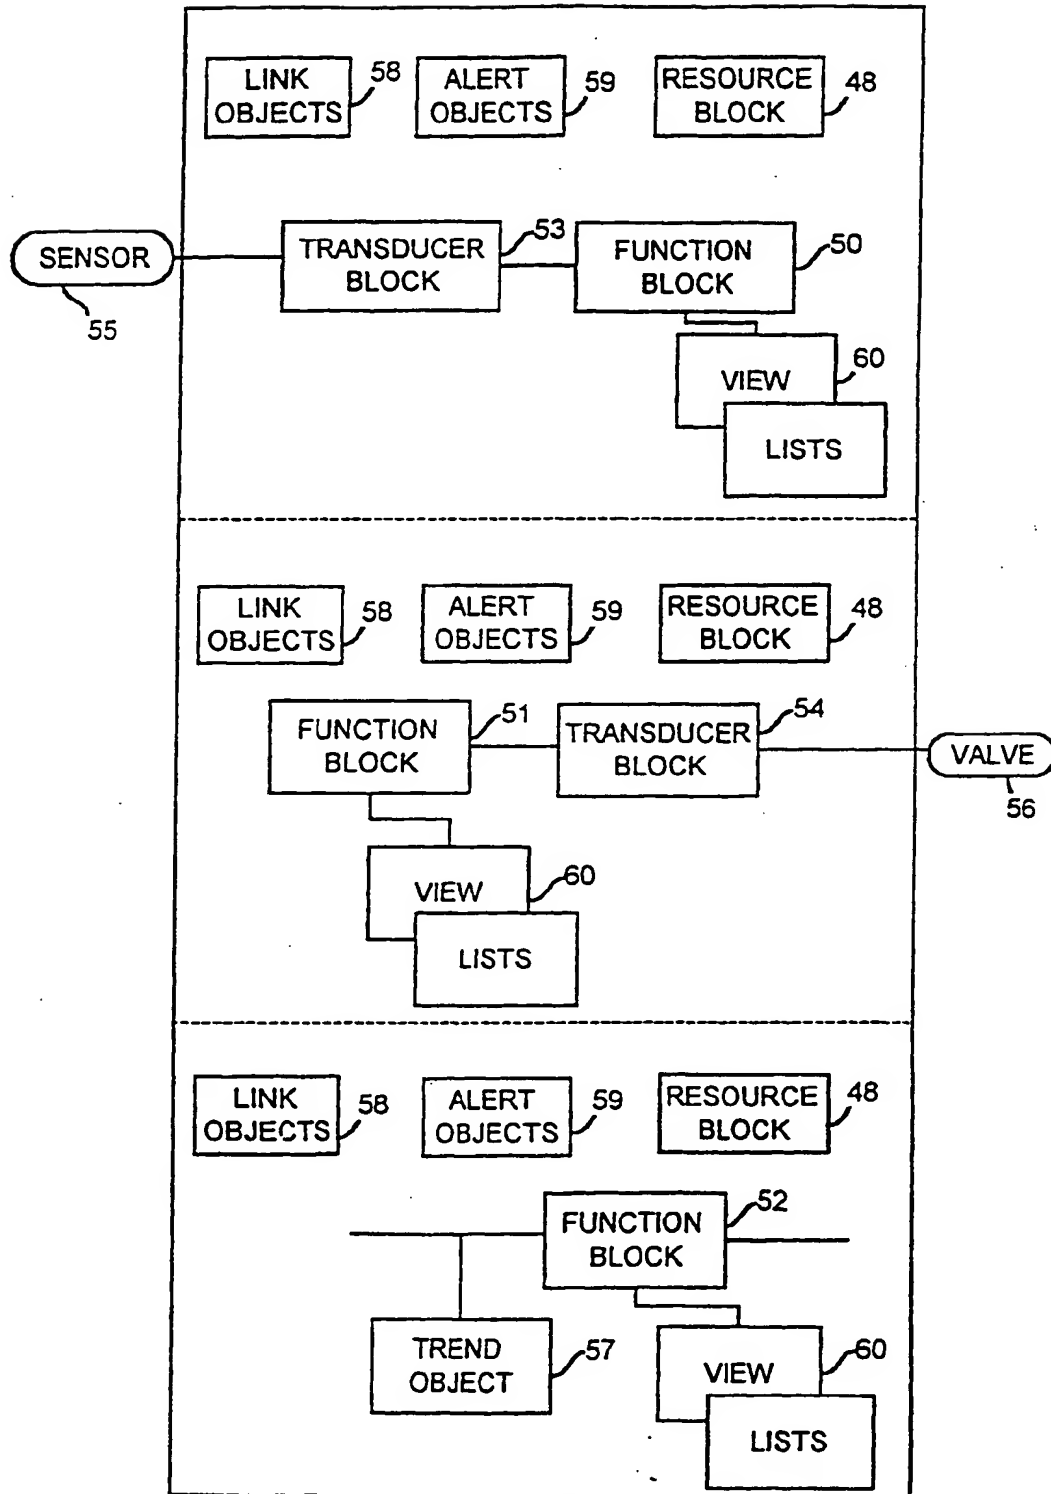 LINK
OBJECTS
58
ALERT
OBJECTS
59
RESOURCE
BLOCK
48
SENSOR
55
TRANSDUCER
BLOCK
53
FUNCTION
BLOCK
50
VIEW
60
LISTS
LINK
OBJECTS
58
ALERT
OBJECTS
59
RESOURCE
BLOCK
48
FUNCTION
BLOCK
51
TRANSDUCER
BLOCK
54
VALVE
56
VIEW
60
LISTS
LINK
OBJECTS
58
ALERT
OBJECTS
59
RESOURCE
BLOCK
48
FUNCTION
BLOCK
52
TREND
OBJECT
57
VIEW
60
LISTS